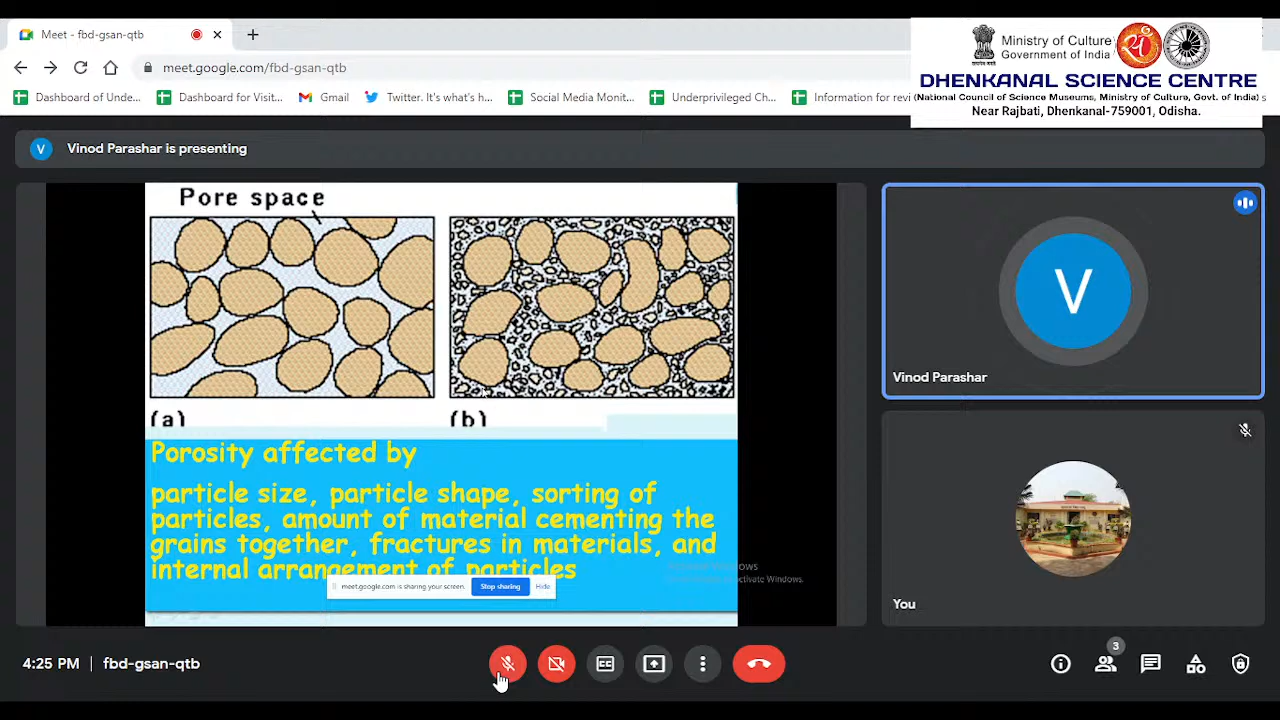 Meet - fbd-gsan-qtb
meet.google.com/fbd-gsan-qtb
Dashboard of Unde...
Dashboard for Visit...
Gmail
Twitter. It's what's h...
Social Media Monit...
Underprivileged Ch...
Information for revi
Ministry of Culture
Government of India
DHENKANAL SCIENCE CENTRE
(National Council of Science Museums, Ministry of Culture, Govt. of India)
Near Rajbati, Dhenkanal-759001, Odisha.
V
Vinod Parashar is presenting
Pore space
(a)
(b)
Porosity affected by
particle size, particle shape, sorting of
particles, amount of material cementing the
grains together, fractures in materials, and
internal arrangement of particles
meet.google.com is sharing your screen.
Stop sharing
Hide
V
Vinod Parashar
You
4:25 PM
fbd-gsan-qtb
CC
3